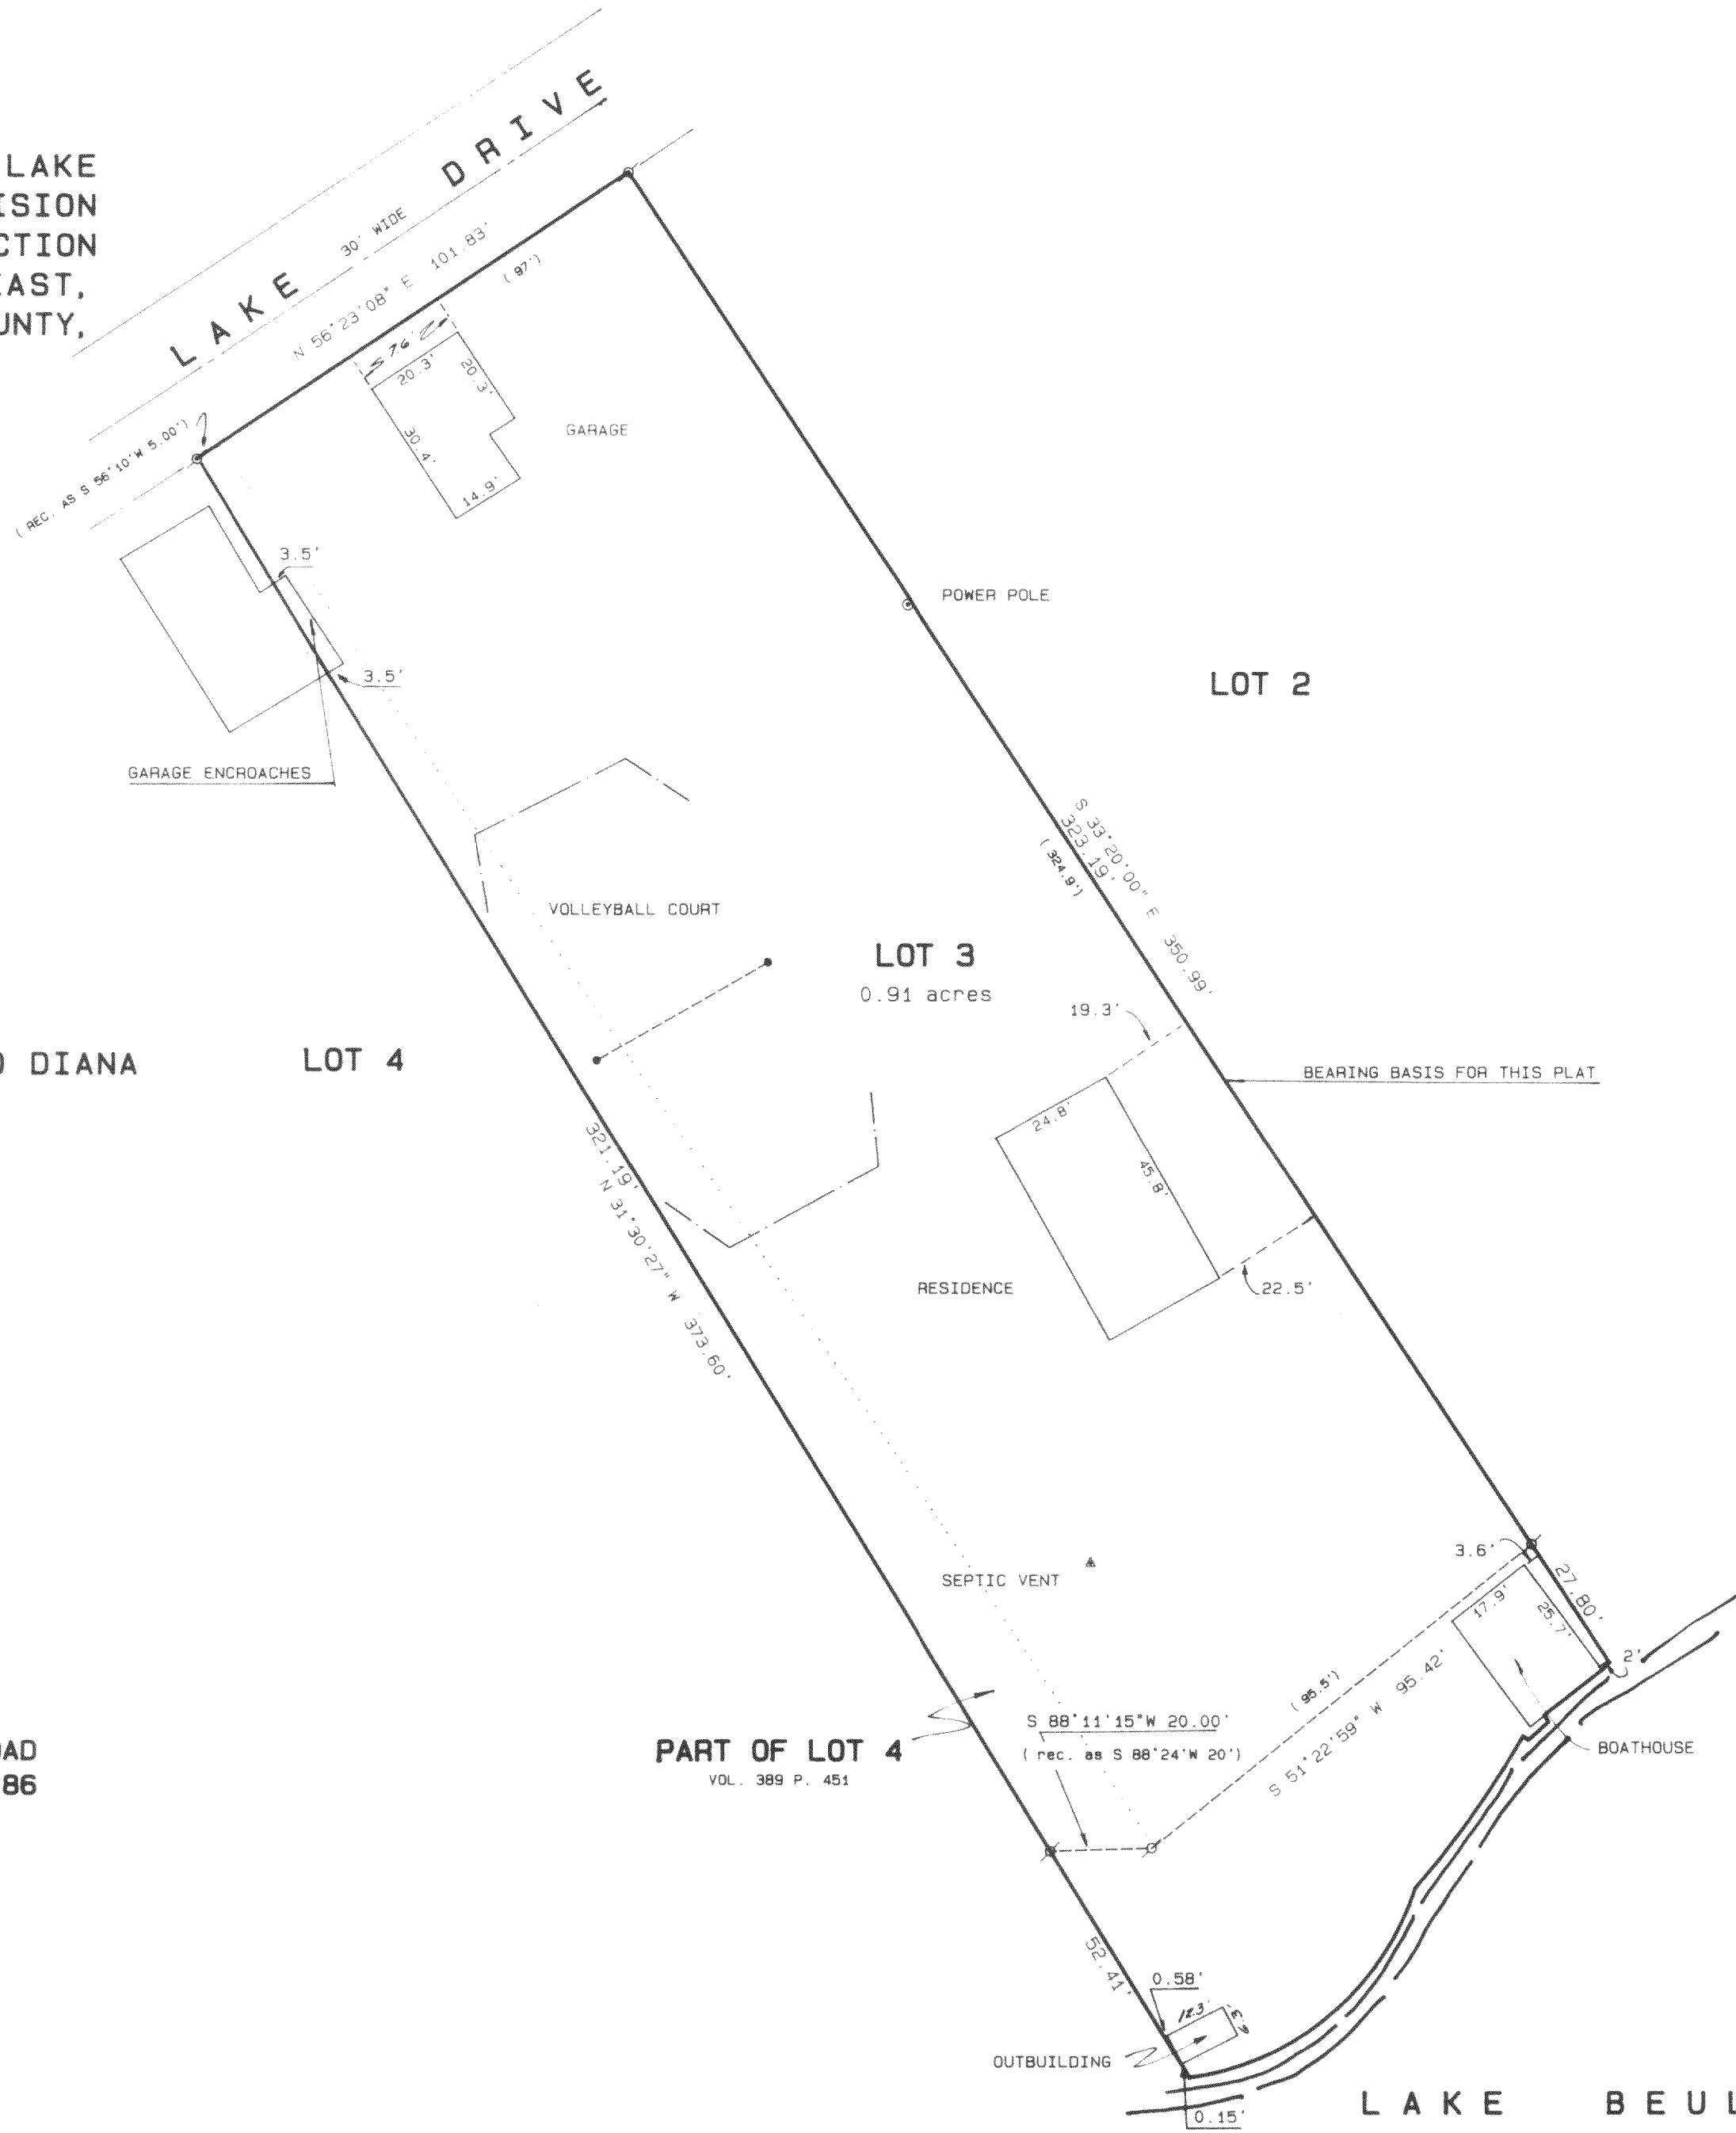 LAKE
ISION
CTION
EAST,
UNTY,
LAKE DRIVE
30' WIDE
N 56°23'08" E 101.83'
(97')
(REC. AS S 56°10'W 5.00')
20.3'
20.3'
30.4'
14.9'
GARAGE
3.5'
3.5'
GARAGE ENCROACHES
POWER POLE
LOT 2
S 33°20'00" E 350.99'
323.19'
(324.9')
VOLLEYBALL COURT
LOT 3
0.91 acres
19.3'
BEARING BASIS FOR THIS PLAT
DIANA
LOT 4
24.8'
45.8'
321.19'
N 31°30'27" W 373.60'
RESIDENCE
22.5'
SEPTIC VENT
3.6'
27.80'
17.9'
25.7'
2'
(95.5')
S 51°22'59" W 95.42'
BOATHOUSE
S 88°11'15"W 20.00'
(rec. as S 88°24'W 20')
PART OF LOT 4
VOL. 389 P. 451
OAD
86
52.41'
0.58'
12.3'
6.3'
OUTBUILDING
0.15'
LAKE BEUL